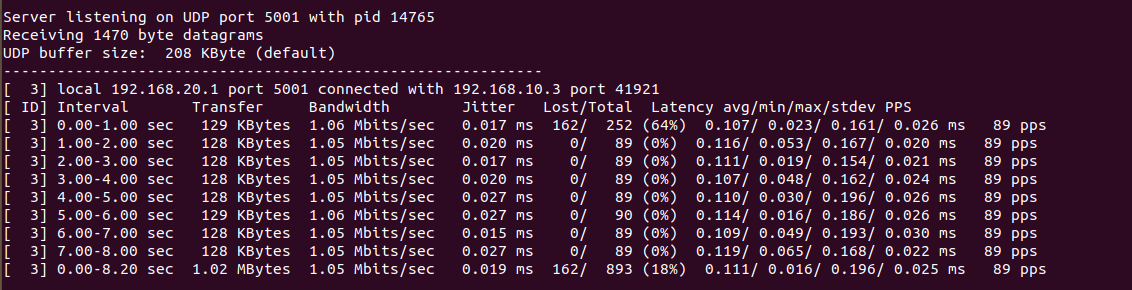 Server listening on UDP port 5001 with pid 14765
Receiving 1470 byte datagrams
UDP buffer size:  208 KByte (default)
------------------------------------------------------------
[  3] local 192.168.20.1 port 5001 connected with 192.168.10.3 port 41921
[ ID] Interval       Transfer     Bandwidth        Jitter   Lost/Total  Latency avg/min/max/stdev PPS
[  3] 0.00-1.00 sec   129 KBytes  1.06 Mbits/sec   0.017 ms  162/  252 (64%)  0.107/ 0.023/ 0.161/ 0.026 ms   89 pps
[  3] 1.00-2.00 sec   128 KBytes  1.05 Mbits/sec   0.020 ms    0/   89 (0%)  0.116/ 0.053/ 0.167/ 0.020 ms   89 pps
[  3] 2.00-3.00 sec   128 KBytes  1.05 Mbits/sec   0.017 ms    0/   89 (0%)  0.111/ 0.019/ 0.154/ 0.021 ms   89 pps
[  3] 3.00-4.00 sec   128 KBytes  1.05 Mbits/sec   0.020 ms    0/   89 (0%)  0.107/ 0.048/ 0.162/ 0.024 ms   89 pps
[  3] 4.00-5.00 sec   128 KBytes  1.05 Mbits/sec   0.027 ms    0/   89 (0%)  0.110/ 0.030/ 0.196/ 0.026 ms   89 pps
[  3] 5.00-6.00 sec   129 KBytes  1.06 Mbits/sec   0.027 ms    0/   90 (0%)  0.114/ 0.016/ 0.186/ 0.026 ms   89 pps
[  3] 6.00-7.00 sec   128 KBytes  1.05 Mbits/sec   0.015 ms    0/   89 (0%)  0.109/ 0.049/ 0.193/ 0.030 ms   89 pps
[  3] 7.00-8.00 sec   128 KBytes  1.05 Mbits/sec   0.027 ms    0/   89 (0%)  0.119/ 0.065/ 0.168/ 0.022 ms   89 pps
[  3] 0.00-8.20 sec  1.02 MBytes  1.05 Mbits/sec   0.019 ms  162/  893 (18%)  0.111/ 0.016/ 0.196/ 0.025 ms   89 pps